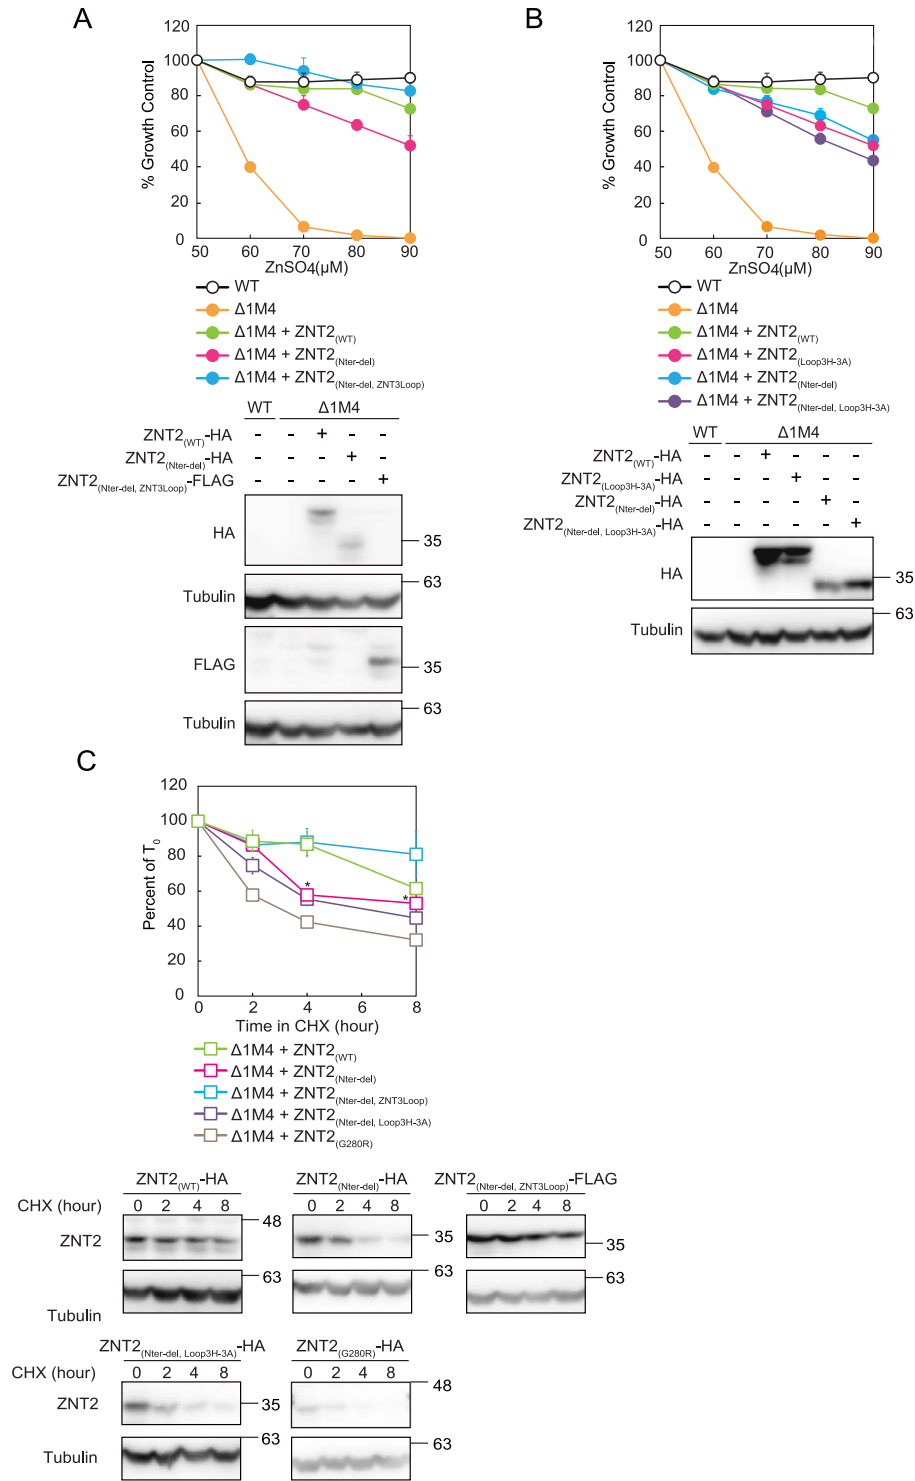 A
120
100
80
60
40
20
0
% Growth Control
50 60 70 80 90
ZnSO4(µM)
WT
Δ1M4
Δ1M4 + ZNT2(WT)
Δ1M4 + ZNT2(Nter-del)
Δ1M4 + ZNT2(Nter-del, ZNT3Loop)
WT Δ1M4
ZNT2(WT)-HA - - + - -
ZNT2(Nter-del)-HA - - - + -
ZNT2(Nter-del, ZNT3Loop)-FLAG - - - - +
HA 35
Tubulin 63
FLAG 35
Tubulin 63
B
120
100
80
60
40
20
0
% Growth Control
50 60 70 80 90
ZnSO4(µM)
WT
Δ1M4
Δ1M4 + ZNT2(WT)
Δ1M4 + ZNT2(Loop3H-3A)
Δ1M4 + ZNT2(Nter-del)
Δ1M4 + ZNT2(Nter-del, Loop3H-3A)
WT Δ1M4
ZNT2(WT)-HA - - + - - -
ZNT2(Loop3H-3A)-HA - - - + - -
ZNT2(Nter-del)-HA - - - - + -
ZNT2(Nter-del, Loop3H-3A)-HA - - - - - +
HA 35
Tubulin 63
C
120
100
80
60
40
20
0
Percent of T0
* *
0 2 4 6 8
Time in CHX (hour)
Δ1M4 + ZNT2(WT)
Δ1M4 + ZNT2(Nter-del)
Δ1M4 + ZNT2(Nter-del, ZNT3Loop)
Δ1M4 + ZNT2(Nter-del, Loop3H-3A)
Δ1M4 + ZNT2(G280R)
ZNT2(WT)-HA ZNT2(Nter-del)-HA ZNT2(Nter-del, ZNT3Loop)-FLAG
CHX (hour) 0 2 4 8 0 2 4 8 0 2 4 8
ZNT2 48 35 35
Tubulin 63 63 63
ZNT2(Nter-del, Loop3H-3A)-HA ZNT2(G280R)-HA
CHX (hour) 0 2 4 8 0 2 4 8
ZNT2 35 48
Tubulin 63 63